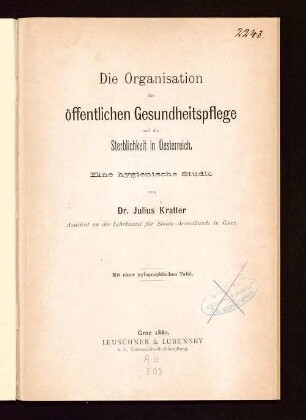 2243.
Die Organisation
der
öffentlichen Gesundheitspflege
und die
Sterblichkeit in Oesterreich.
Eine hygienische Studie
von
Dr. Julius Kratter
Assistent an der Lehrkanzel für Staats-Arzneikunde in Graz.
Mit einer xylographischen Tafel.
Graz 1880.
LEUSCHNER & LUBENSKY
k. k. Universitäts-Buchhandlung.
A d
503